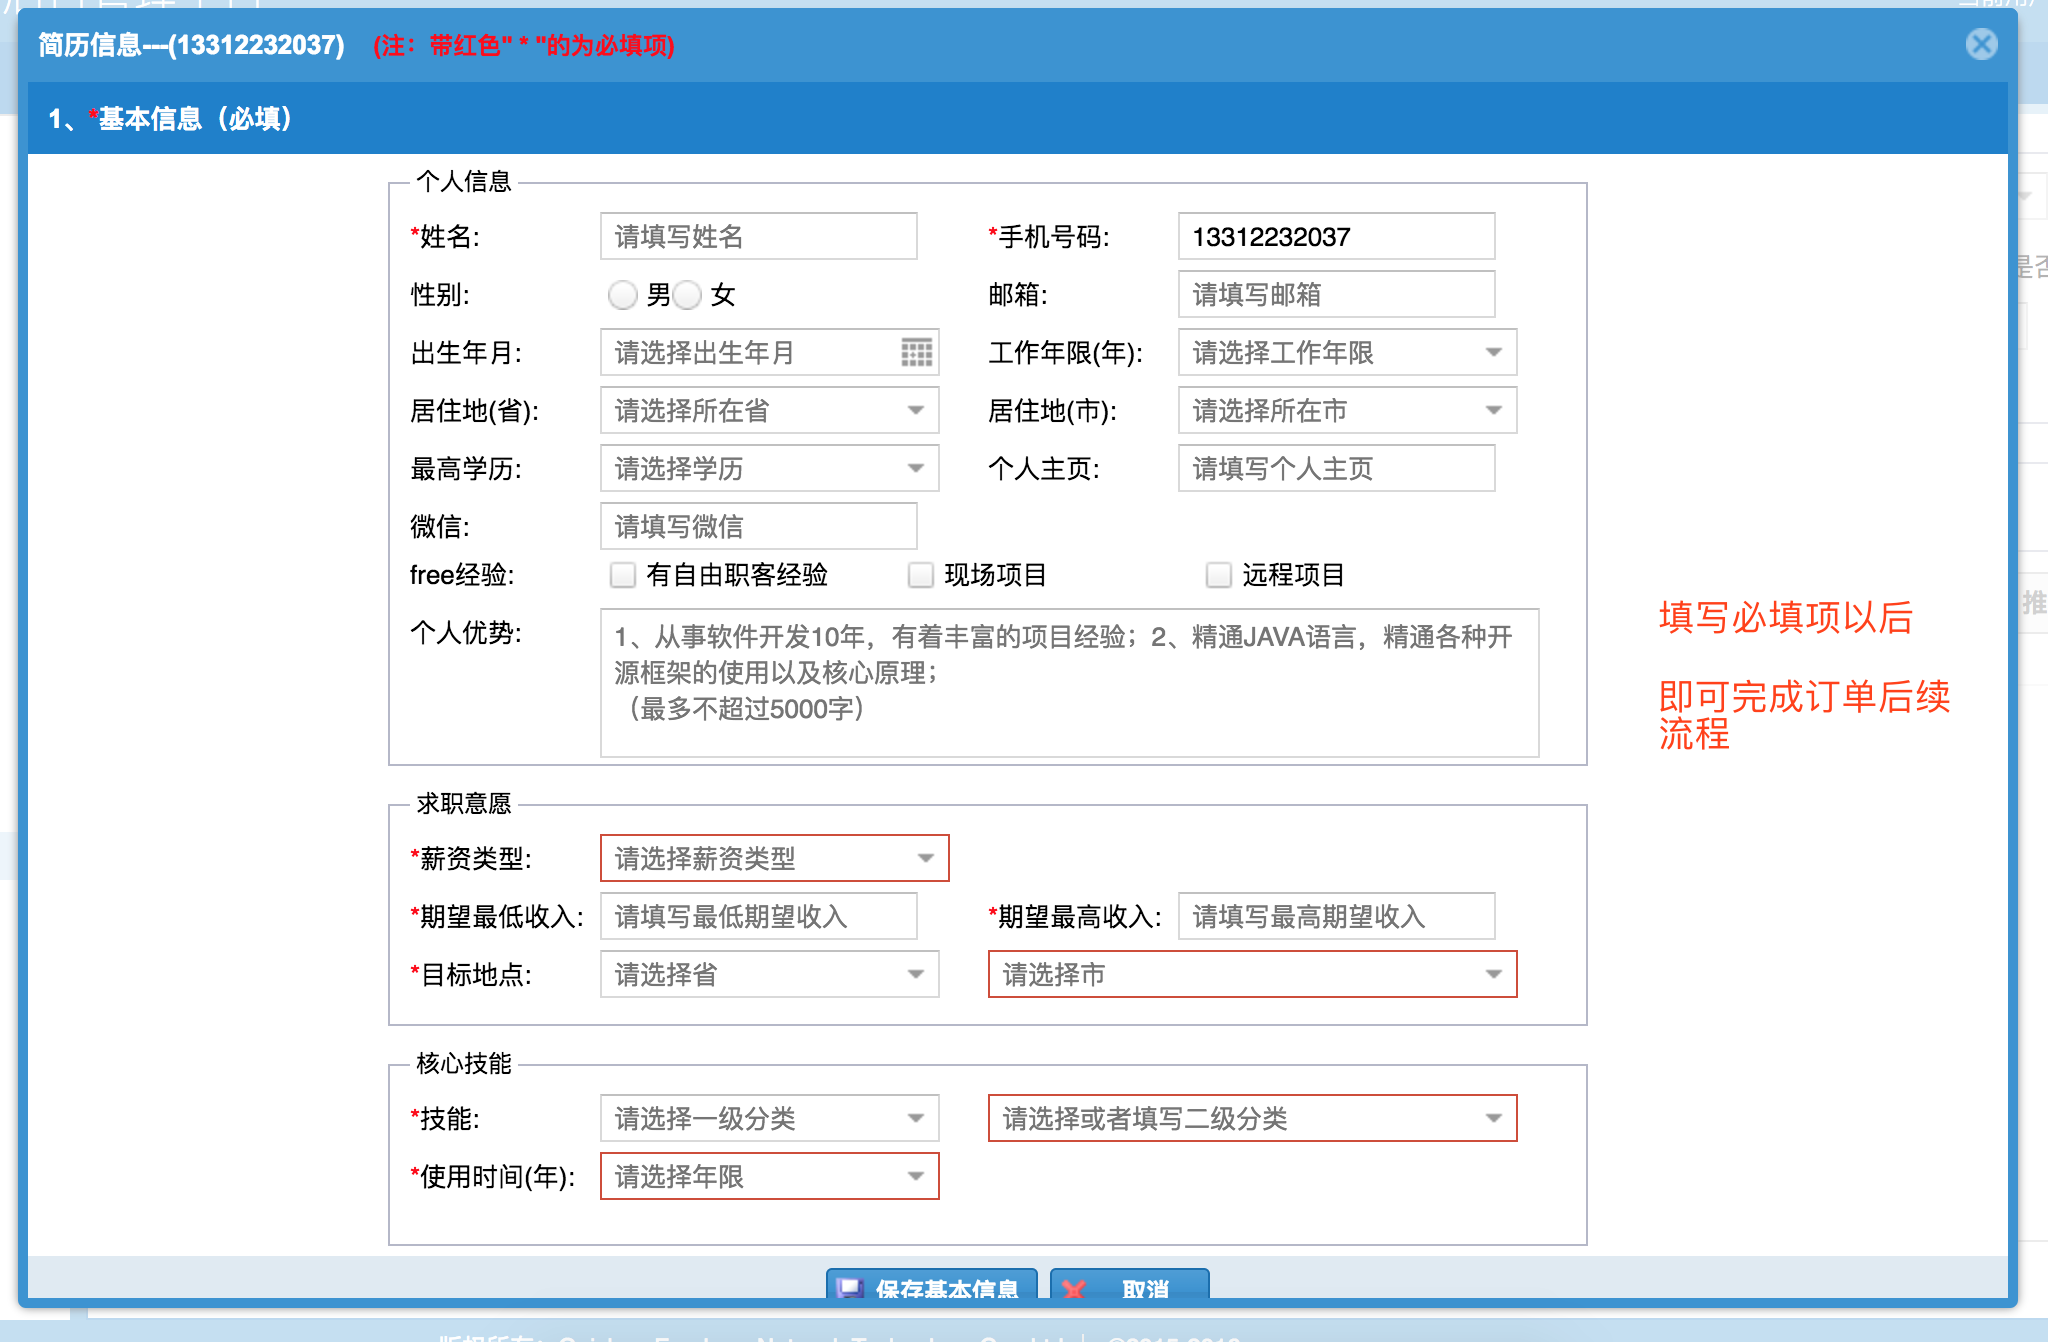 简历信息---(13312232037) (注：带红色" * "的为必填项)
1、*基本信息（必填）
个人信息
*姓名: 请填写姓名 *手机号码: 13312232037
性别: 男 女 邮箱: 请填写邮箱
出生年月: 请选择出生年月 工作年限(年): 请选择工作年限
居住地(省): 请选择所在省 居住地(市): 请选择所在市
最高学历: 请选择学历 个人主页: 请填写个人主页
微信: 请填写微信
free经验: 有自由职客经验 现场项目 远程项目
个人优势: 1、从事软件开发10年，有着丰富的项目经验；2、精通JAVA语言，精通各种开
源框架的使用以及核心原理；
（最多不超过5000字）
填写必填项以后
即可完成订单后续
流程
求职意愿
*薪资类型: 请选择薪资类型
*期望最低收入: 请填写最低期望收入 *期望最高收入: 请填写最高期望收入
*目标地点: 请选择省 请选择市
核心技能
*技能: 请选择一级分类 请选择或者填写二级分类
*使用时间(年): 请选择年限
保存基本信息 取消
是否
推